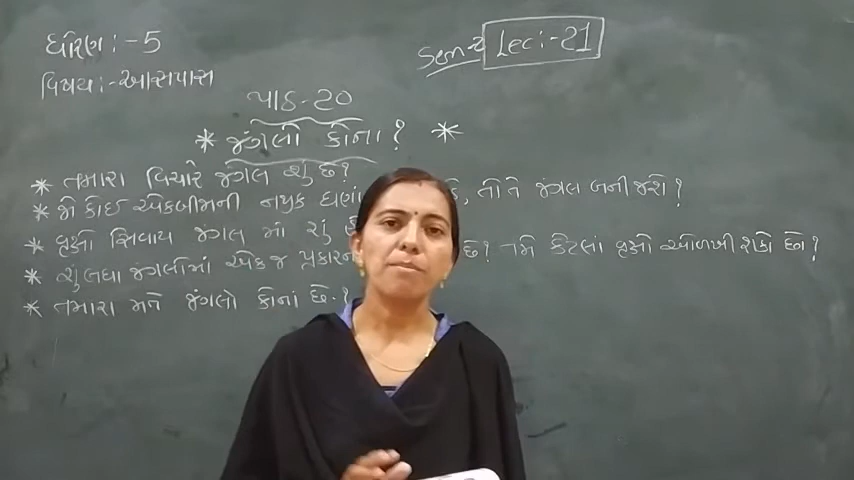 ધોરણ :- 5
Sem-2 Lec:-21
વિષય :- આસપાસ
પાઠ-20
* જંગલો કોના ? *
* તમારા વિચારે જંગલ શું છે?
* જો કોઈ એકબીજાની નજીક ઘણાં તો તે જંગલ બની જશે ?
* વૃક્ષો સિવાય જંગલ માં શું
* શું બધા જંગલોમાં એક જ પ્રકારના છે? તમે કેટલાં વૃક્ષો ઓળખી શકો છો ?
* તમારા મતે જંગલો કોનાં છે.?